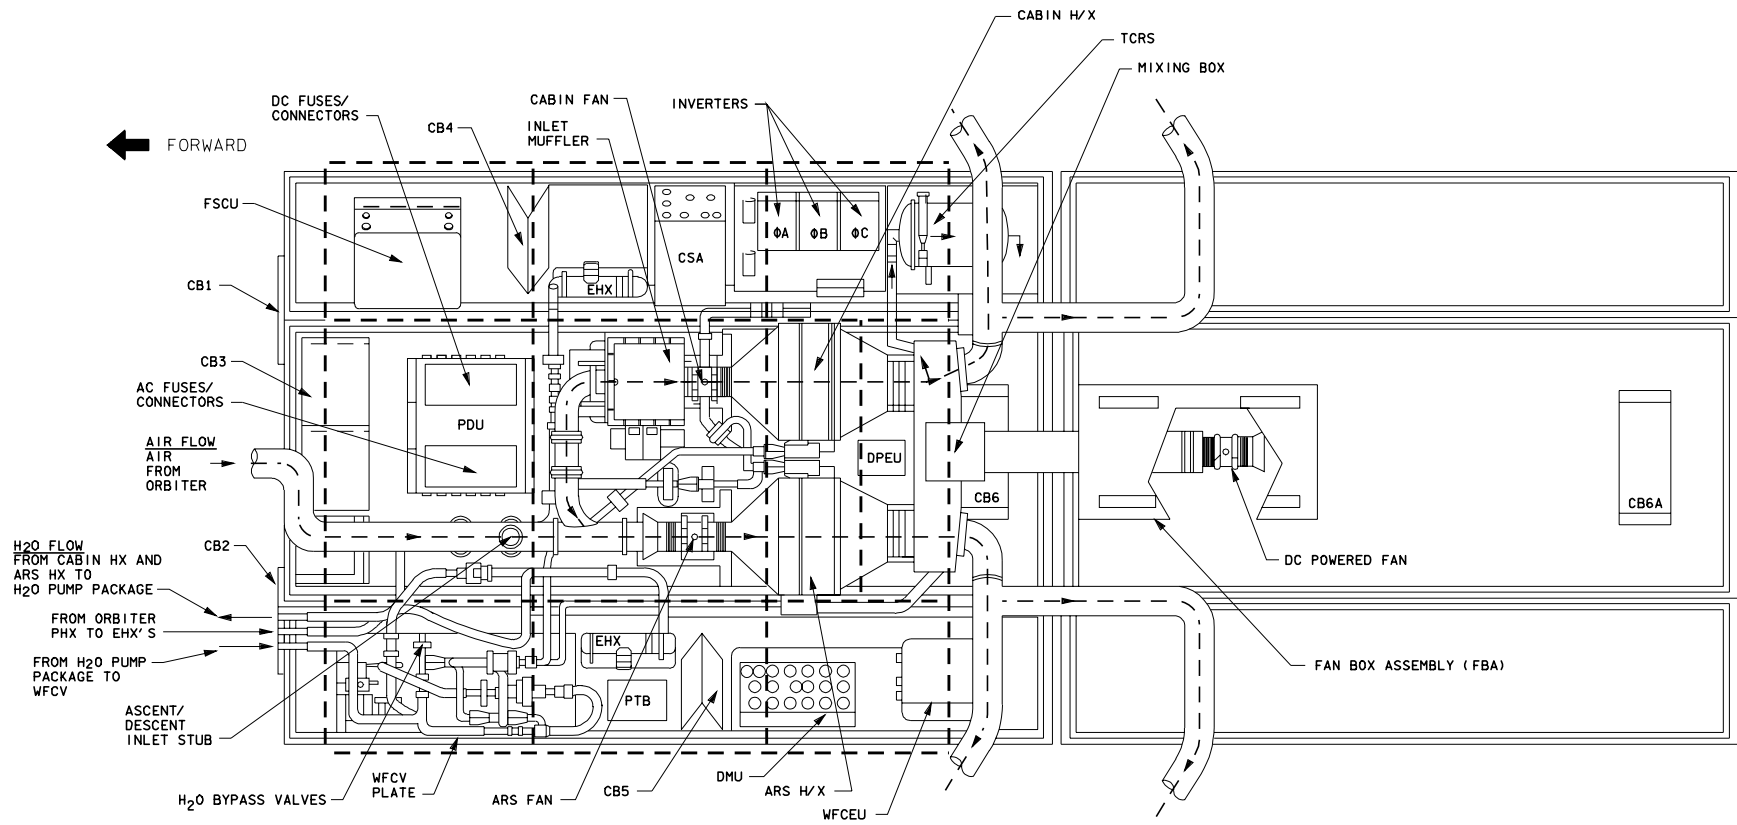 CABIN H/X
TCRS
MIXING BOX
DC FUSES/
CONNECTORS
CABIN FAN
INVERTERS
CB4
INLET
MUFFLER
FORWARD
FSCU
ΦA
ΦB
ΦC
CSA
EHX
CB1
CB3
AC FUSES/
CONNECTORS
PDU
AIR FLOW
AIR
FROM
ORBITER
DPEU
CB6
CB6A
CB2
H2O FLOW
FROM CABIN HX AND
ARS HX TO
H2O PUMP PACKAGE
DC POWERED FAN
FROM ORBITER
PHX TO EHX'S
EHX
FROM H2O PUMP
PACKAGE TO
WFCV
FAN BOX ASSEMBLY (FBA)
PTB
ASCENT/
DESCENT
INLET STUB
WFCV
PLATE
H2O BYPASS VALVES
ARS FAN
CB5
DMU
ARS H/X
WFCEU